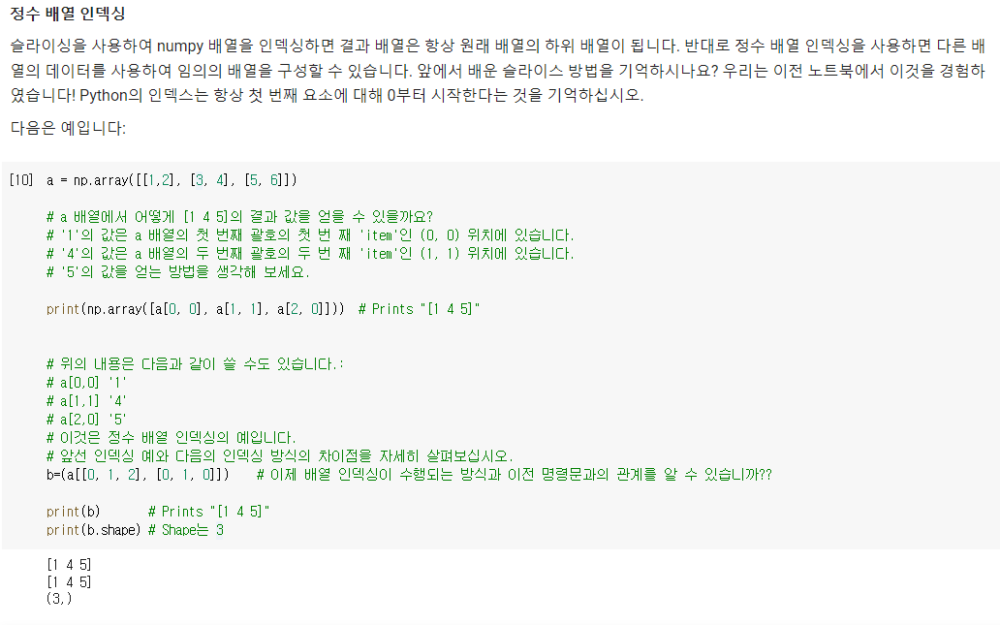 정수 배열 인덱싱
슬라이싱을 사용하여 numpy 배열을 인덱싱하면 결과 배열은 항상 원래 배열의 하위 배열이 됩니다. 반대로 정수 배열 인덱싱을 사용하면 다른 배
열의 데이터를 사용하여 임의의 배열을 구성할 수 있습니다. 앞에서 배운 슬라이스 방법을 기억하시나요? 우리는 이전 노트북에서 이것을 경험하
였습니다! Python의 인덱스는 항상 첫 번째 요소에 대해 0부터 시작한다는 것을 기억하십시오.
다음은 예입니다:
[10] a = np.array([[1,2], [3, 4], [5, 6]])
# a 배열에서 어떻게 [1 4 5]의 결과 값을 얻을 수 있을까요?
# '1'의 값은 a 배열의 첫 번째 괄호의 첫 번 째 'item'인 (0, 0) 위치에 있습니다.
# '4'의 값은 a 배열의 두 번째 괄호의 두 번 째 'item'인 (1, 1) 위치에 있습니다.
# '5'의 값을 얻는 방법을 생각해 보세요.
print(np.array([a[0, 0], a[1, 1], a[2, 0]])) # Prints "[1 4 5]"
# 위의 내용은 다음과 같이 쓸 수도 있습니다.:
# a[0,0] '1'
# a[1,1] '4'
# a[2,0] '5'
# 이것은 정수 배열 인덱싱의 예입니다.
# 앞선 인덱싱 예와 다음의 인덱싱 방식의 차이점을 자세히 살펴보십시오.
b=(a[[0, 1, 2], [0, 1, 0]]) # 이제 배열 인덱싱이 수행되는 방식과 이전 명령문과의 관계를 알 수 있습니까??
print(b) # Prints "[1 4 5]"
print(b.shape) # Shape는 3
[1 4 5]
[1 4 5]
(3,)